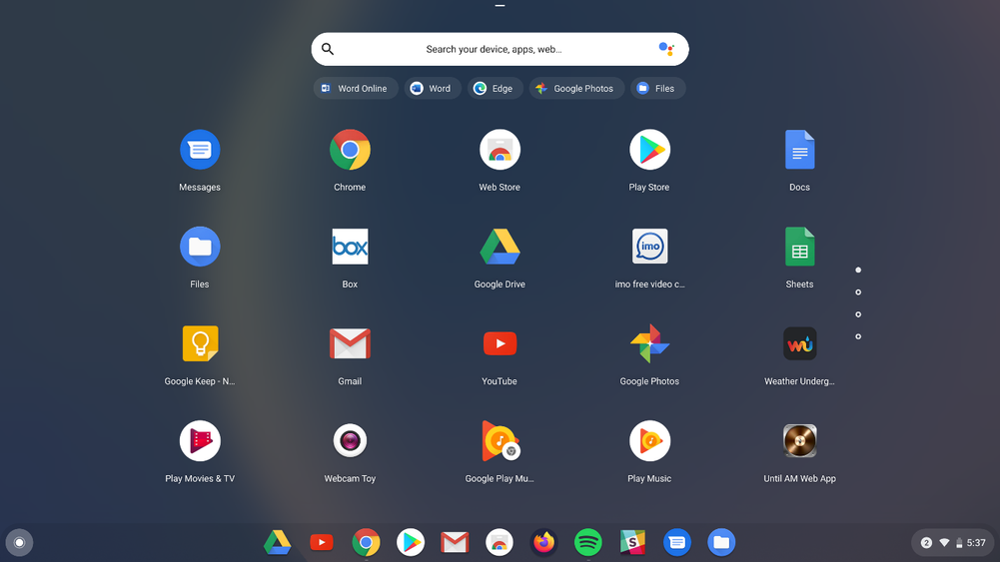 Search your device, apps, web...
Word Online Word Edge Google Photos Files
Messages Chrome Web Store Play Store Docs
box imo
Files Box Google Drive imo free video c... Sheets
wu
Google Keep - N... Gmail YouTube Google Photos Weather Underg...
Play Movies & TV Webcam Toy Google Play Mu... Play Music Until AM Web App
S 2 5:37